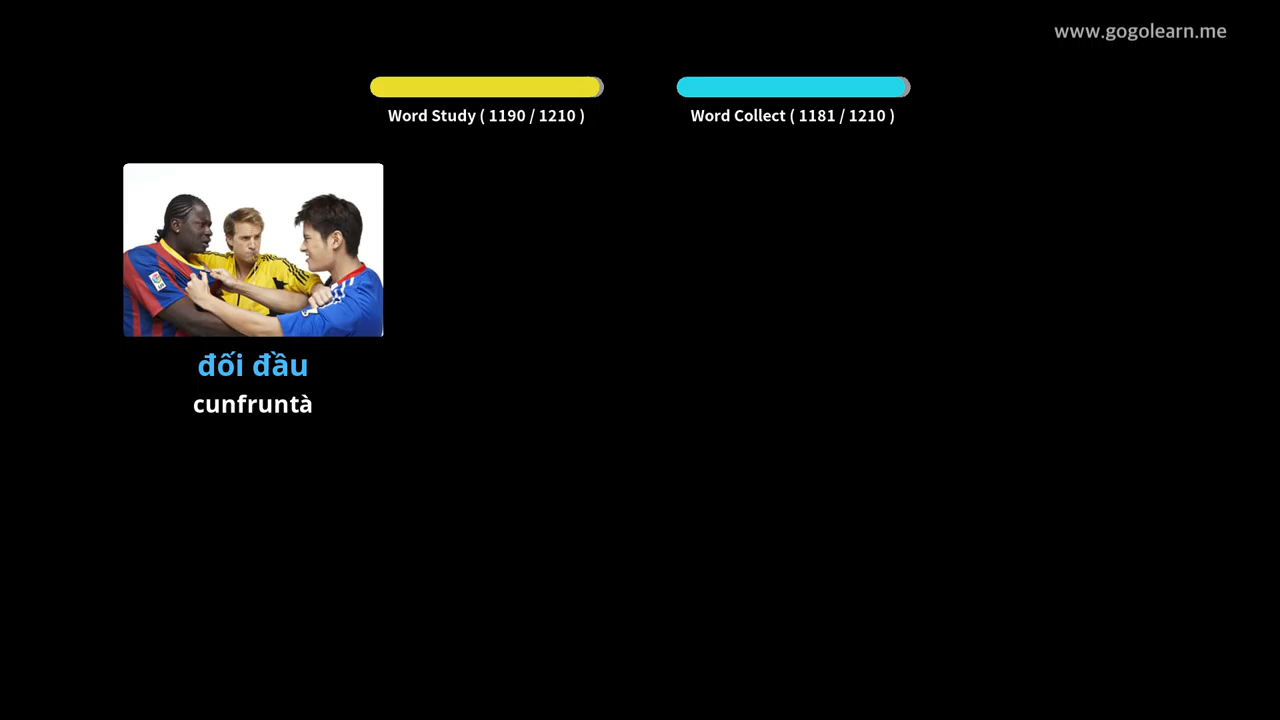 www.gogolearn.me
Word Study ( 1190 / 1210 )
Word Collect ( 1181 / 1210 )
đối đầu
cunfruntà